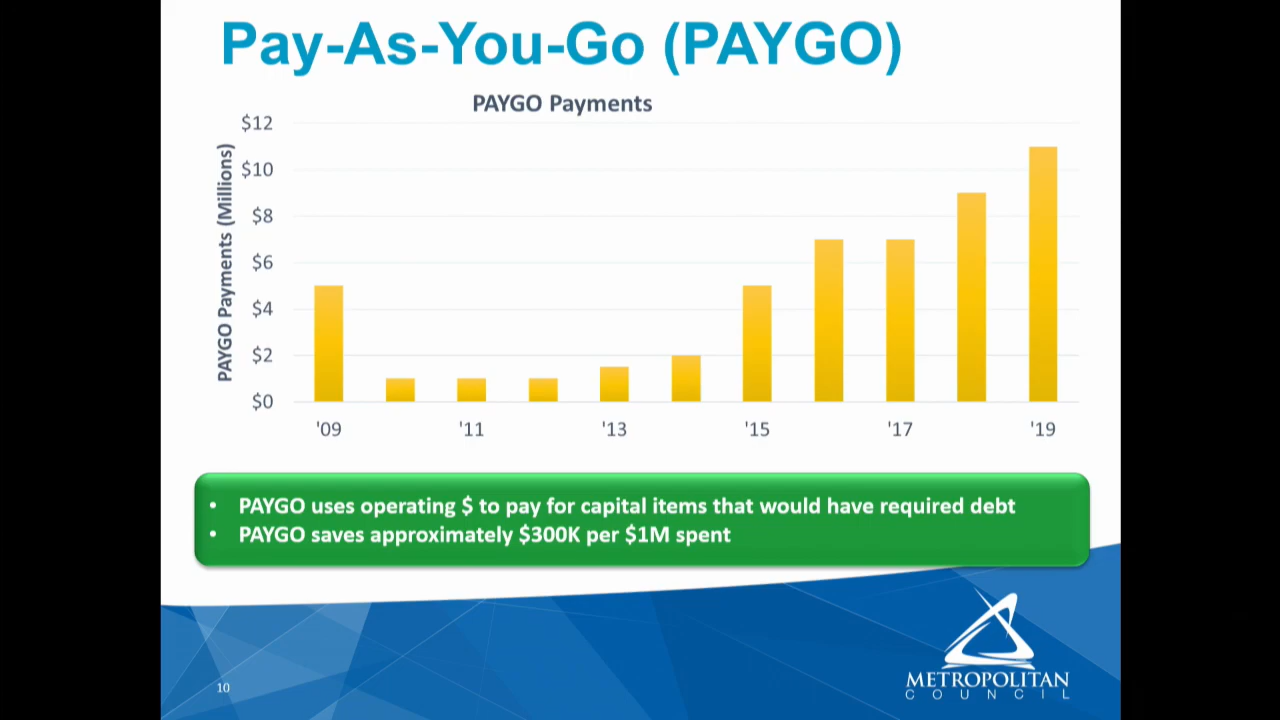 Pay-As-You-Go (PAYGO)
PAYGO Payments
PAYGO Payments (Millions)
$12
$10
$8
$6
$4
$2
$0
'09 '11 '13 '15 '17 '19
• PAYGO uses operating $ to pay for capital items that would have required debt
• PAYGO saves approximately $300K per $1M spent
10
METROPOLITAN
COUNCIL